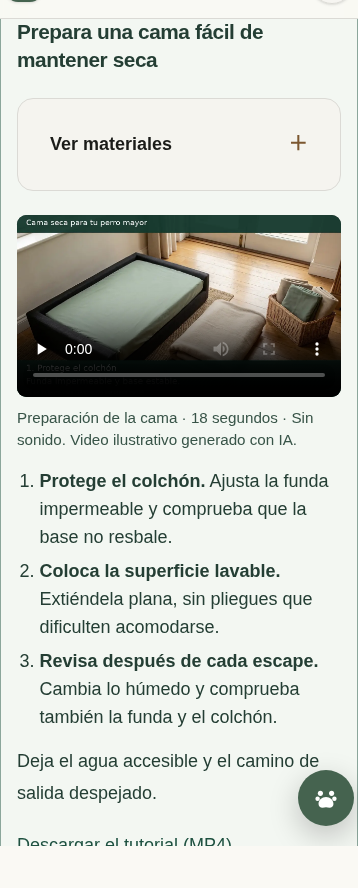 Prepara una cama fácil de
mantener seca
Ver materiales
Cama seca para tu perro mayor
0:00
1. Protege el colchón
Preparación de la cama · 18 segundos · Sin
sonido. Video ilustrativo generado con IA.
1. Protege el colchón. Ajusta la funda
impermeable y comprueba que la
base no resbale.
2. Coloca la superficie lavable.
Extiéndela plana, sin pliegues que
dificulten acomodarse.
3. Revisa después de cada escape.
Cambia lo húmedo y comprueba
también la funda y el colchón.
Deja el agua accesible y el camino de
salida despejado.
Descargar el tutorial (MP4)